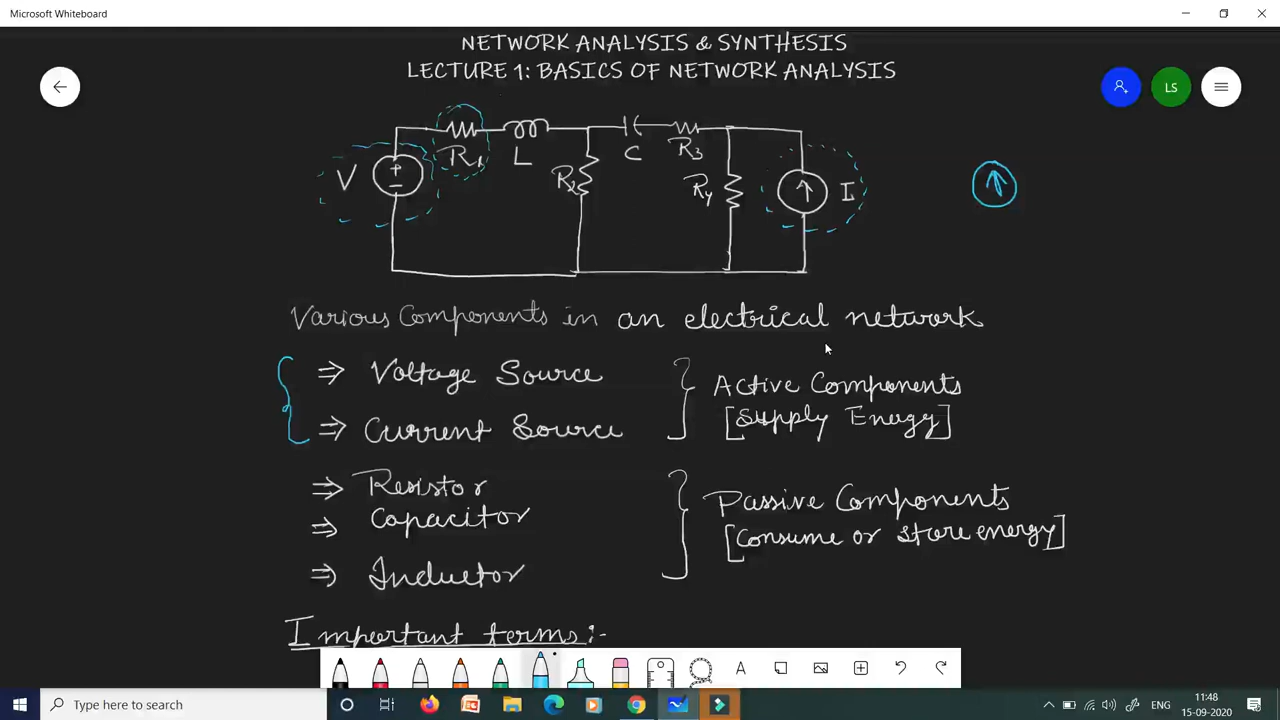 Microsoft Whiteboard
NETWORK ANALYSIS & SYNTHESIS
LECTURE 1: BASICS OF NETWORK ANALYSIS
LS
V
+
−
R1
L
R2
C
R3
R4
I
Various Components in an electrical network
⇒ Voltage Source
⇒ Current Source
Active Components
[Supply Energy]
⇒ Resistor
⇒ Capacitor
⇒ Inductor
Passive Components
[Consume or store energy]
Important terms:-
A
Type here to search
ENG
11:48
15-09-2020